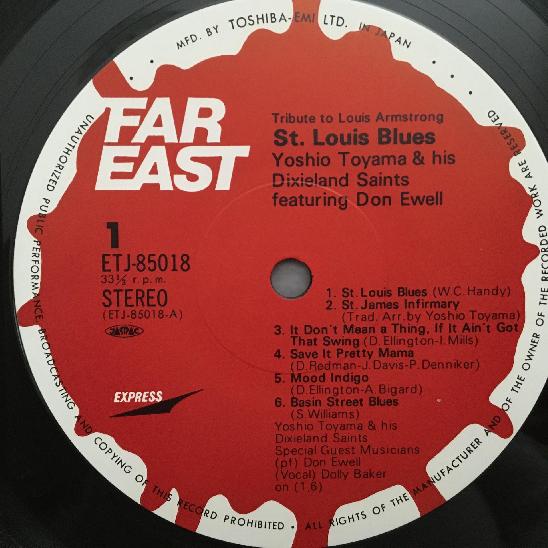 MFD. BY TOSHIBA-EMI LTD. IN JAPAN
FAR
EAST
Tribute to Louis Armstrong
St. Louis Blues
Yoshio Toyama & his
Dixieland Saints
featuring Don Ewell
1
ETJ-85018
33⅓ r.p.m.
STEREO
(ETJ-85018-A)
JASRAC
EXPRESS
1. St. Louis Blues (W.C. Handy)
2. St. James Infirmary
(Trad. Arr. by Yoshio Toyama)
3. It Don't Mean a Thing, If It Ain't Got
That Swing (D. Ellington-I. Mills)
4. Save It Pretty Mama
(D. Redman-J. Davis-P. Denniker)
5. Mood Indigo
(D. Ellington-A. Bigard)
6. Basin Street Blues
(S. Williams)
Yoshio Toyama & his
Dixieland Saints
Special Guest Musicians
(pf) Don Ewell
(Vocal) Dolly Baker
on (1.6)
UNAUTHORIZED PUBLIC PERFORMANCE BROADCASTING AND COPYING OF THIS RECORD PROHIBITED • ALL RIGHTS OF THE MANUFACTURER AND OF THE OWNER OF THE RECORDED WORK ARE RESERVED